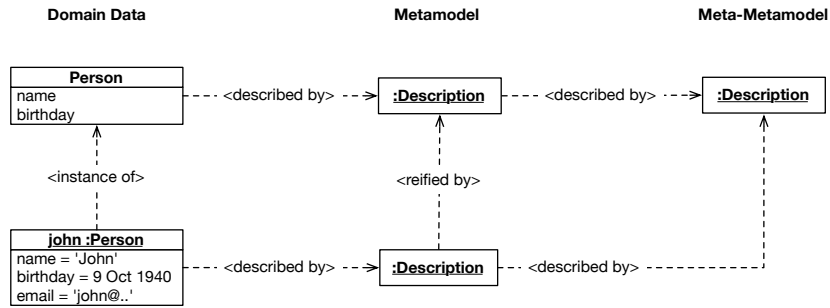 Domain Data
Metamodel
Meta-Metamodel
Person
name
birthday
<described by>
:Description
<described by>
:Description
<instance of>
<reified by>
john :Person
name = 'John'
birthday = 9 Oct 1940
email = 'john@..'
<described by>
:Description
<described by>